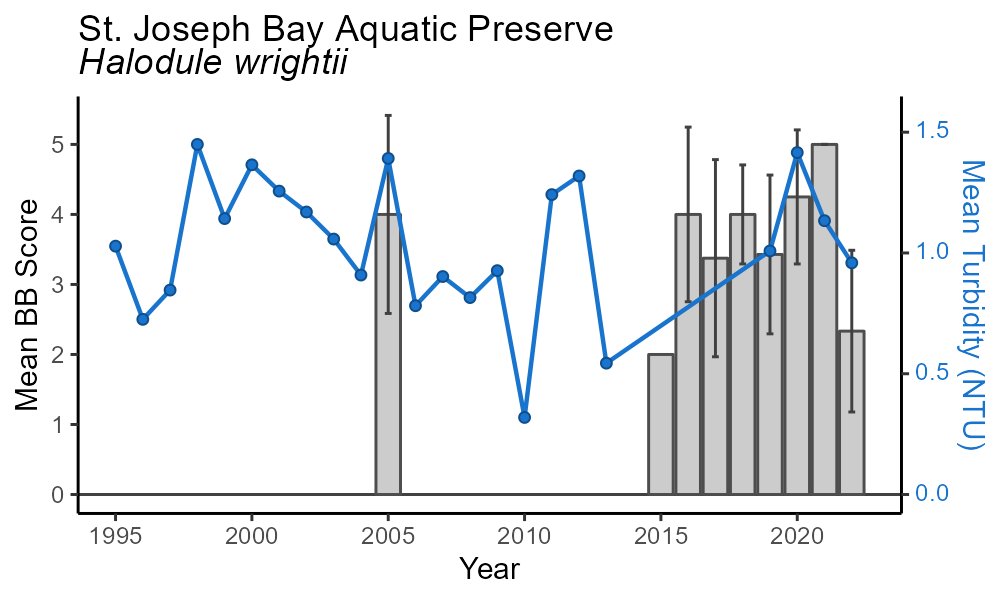 St. Joseph Bay Aquatic Preserve
Halodule wrightii
Mean BB Score
5
4
3
2
1
0
1.5
1.0
0.5
0.0
Mean Turbidity (NTU)
1995 2000 2005 2010 2015 2020
Year